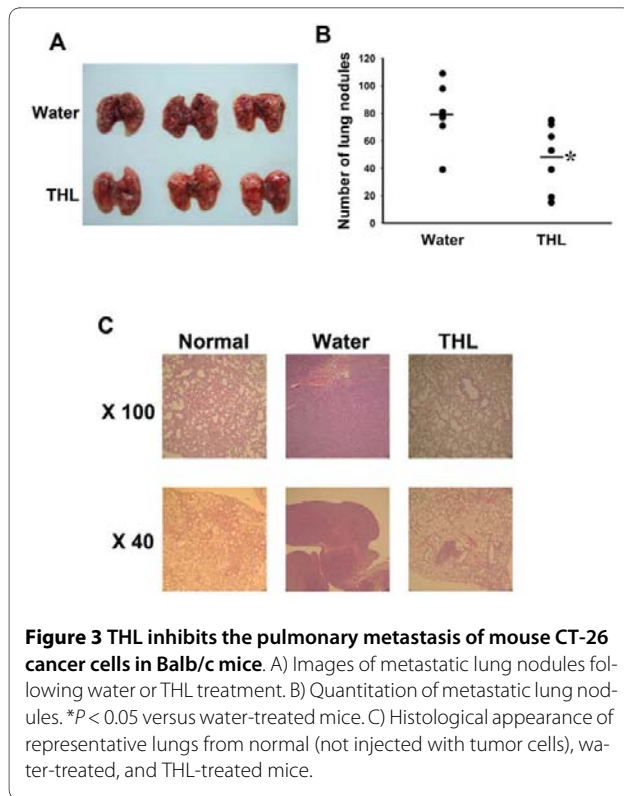 A
Water
THL
B
Number of lung nodules
120
100
80
60
40
20
0
*
Water
THL
C
Normal
Water
THL
X 100
X 40
Figure 3 THL inhibits the pulmonary metastasis of mouse CT-26
cancer cells in Balb/c mice. A) Images of metastatic lung nodules fol-
lowing water or THL treatment. B) Quantitation of metastatic lung nod-
ules. *P < 0.05 versus water-treated mice. C) Histological appearance of
representative lungs from normal (not injected with tumor cells), wa-
ter-treated, and THL-treated mice.